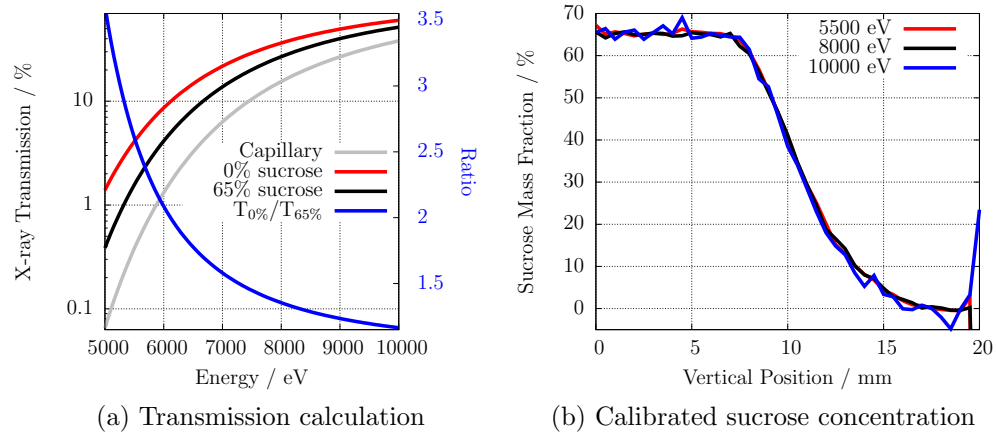 X-ray Transmission / %
10
1
0.1
5000 6000 7000 8000 9000 10000
Energy / eV
3.5
3
2.5
2
1.5
Ratio
Capillary
0% sucrose
65% sucrose
T0%/T65%
(a) Transmission calculation
Sucrose Mass Fraction / %
70
60
50
40
30
20
10
0
0 5 10 15 20
Vertical Position / mm
5500 eV
8000 eV
10000 eV
(b) Calibrated sucrose concentration